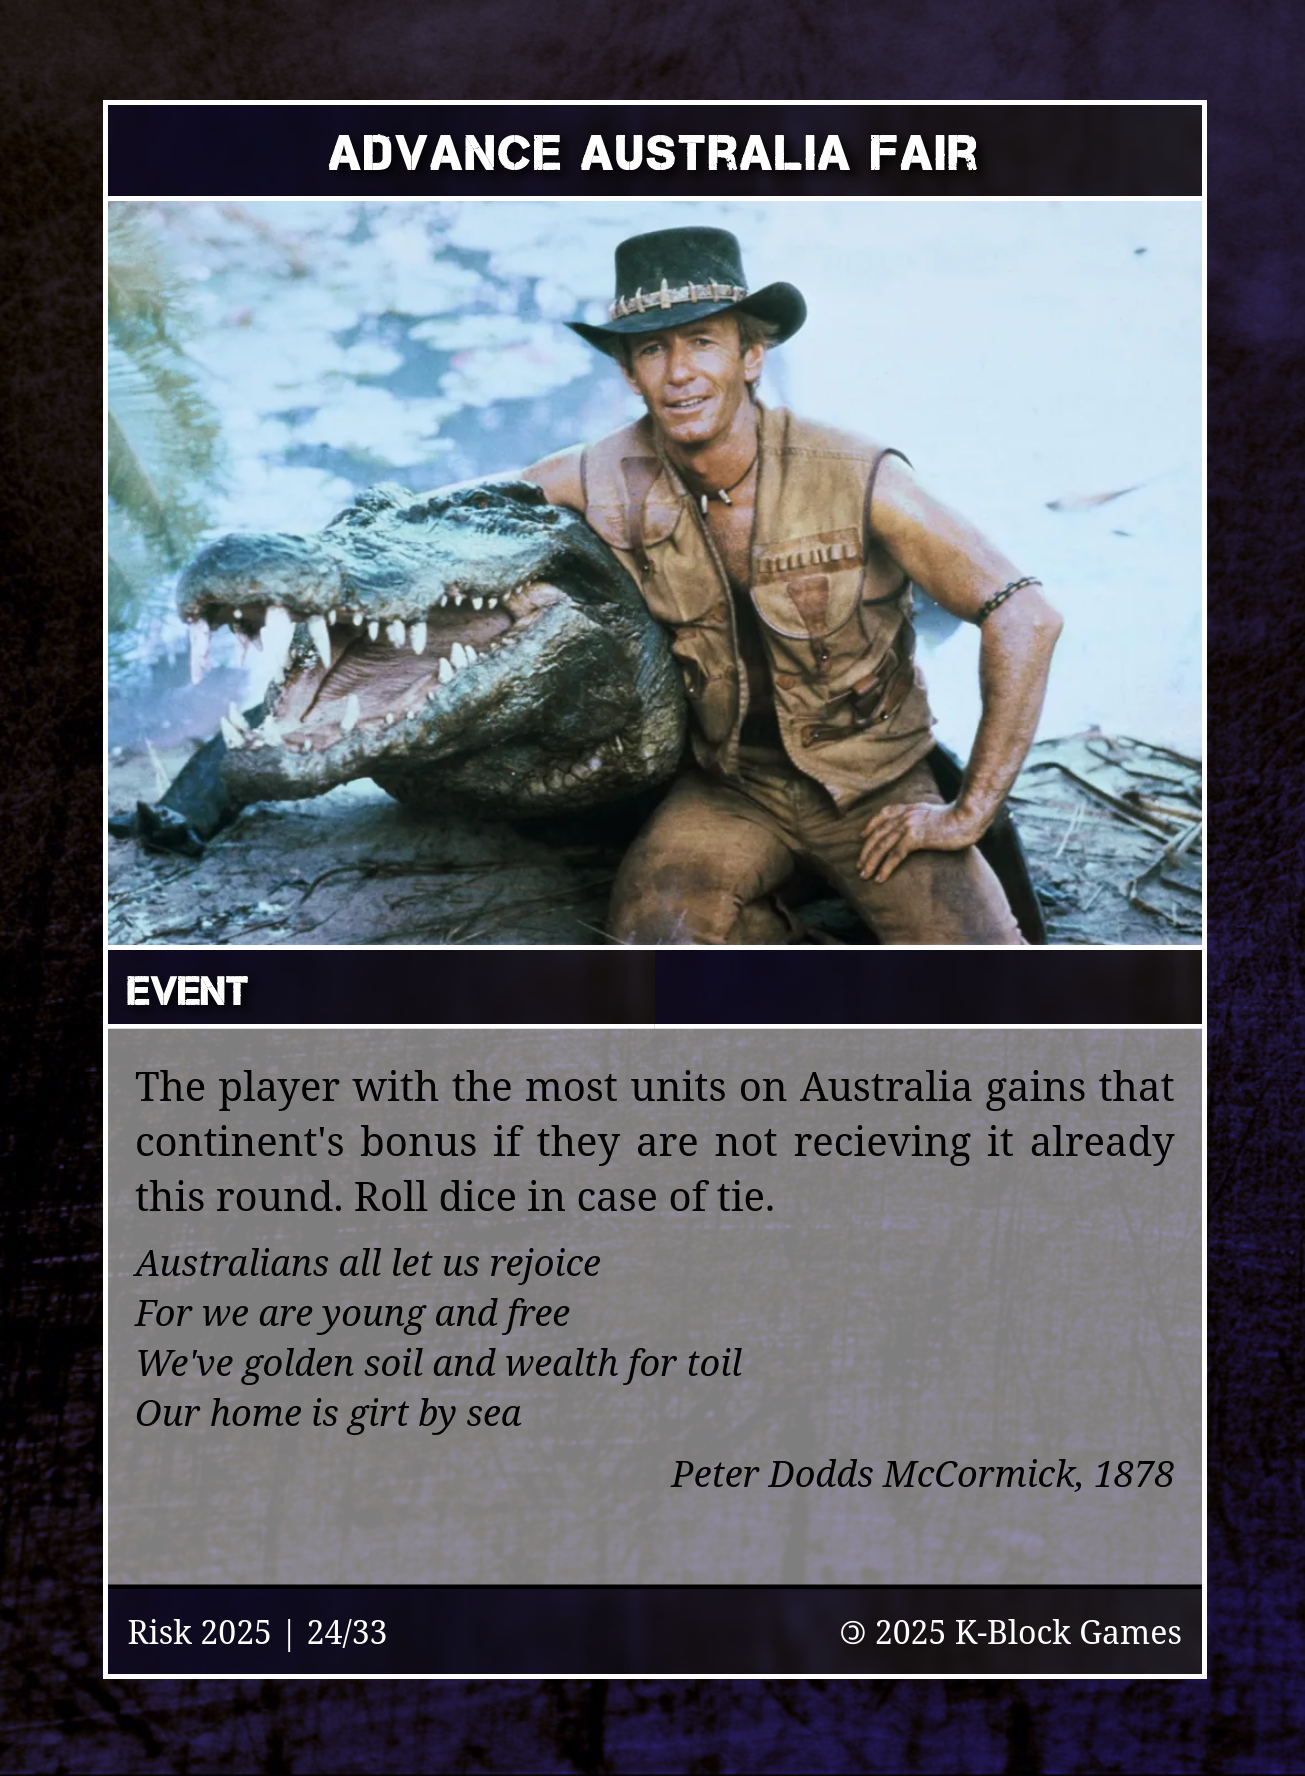 ADVANCE AUSTRALIA FAIR
EVENT
The player with the most units on Australia gains that
continent's bonus if they are not recieving it already
this round. Roll dice in case of tie.
Australians all let us rejoice
For we are young and free
We've golden soil and wealth for toil
Our home is girt by sea
Peter Dodds McCormick, 1878
Risk 2025 | 24/33
🄯 2025 K-Block Games